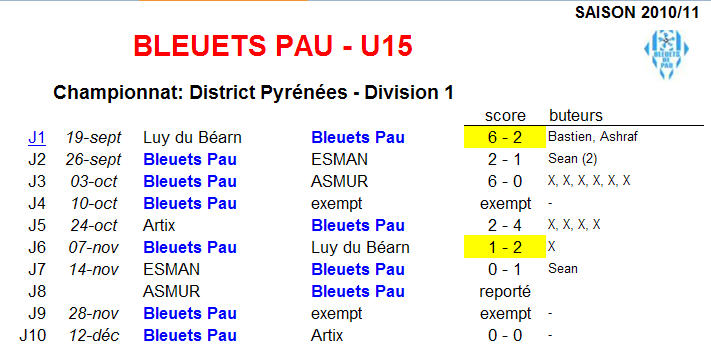 SAISON 2010/11
BLEUETS PAU - U15
BLEUETS DE PAU
Championnat: District Pyrénées - Division 1
score buteurs
J1 19-sept Luy du Béarn Bleuets Pau 6 - 2 Bastien, Ashraf
J2 26-sept Bleuets Pau ESMAN 2 - 1 Sean (2)
J3 03-oct Bleuets Pau ASMUR 6 - 0 X, X, X, X, X, X
J4 10-oct Bleuets Pau exempt exempt -
J5 24-oct Artix Bleuets Pau 2 - 4 X, X, X, X
J6 07-nov Bleuets Pau Luy du Béarn 1 - 2 X
J7 14-nov ESMAN Bleuets Pau 0 - 1 Sean
J8 ASMUR Bleuets Pau reporté
J9 28-nov Bleuets Pau exempt exempt -
J10 12-déc Bleuets Pau Artix 0 - 0 -